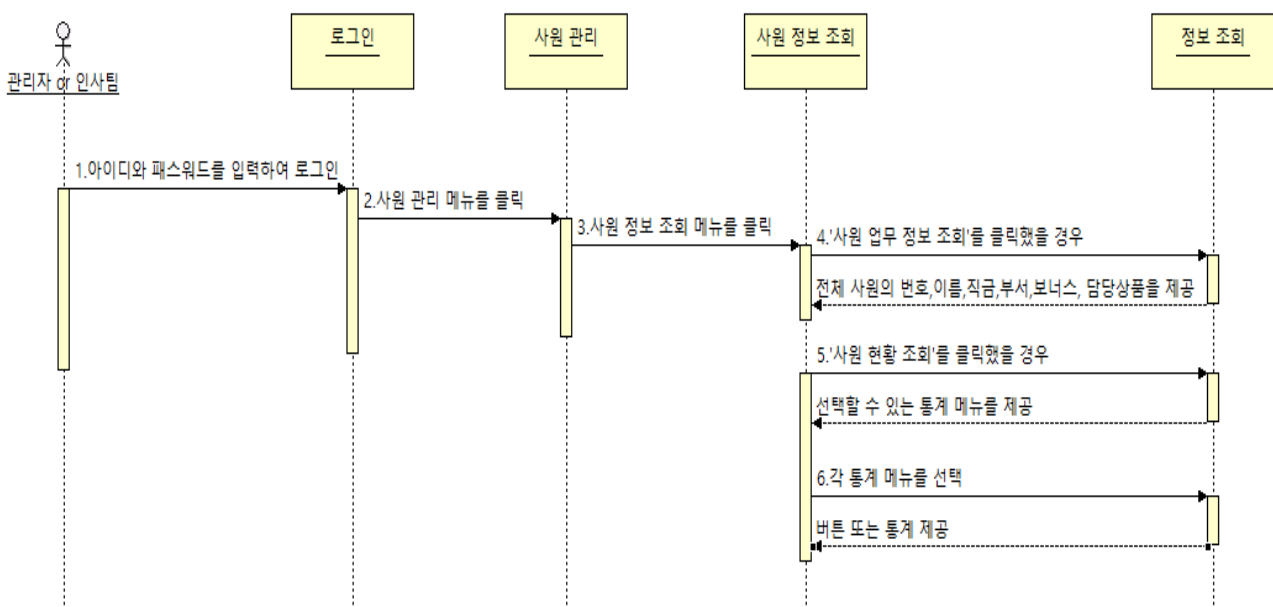 로그인
사원 관리
사원 정보 조회
정보 조회
관리자 or 인사팀
1.아이디와 패스워드를 입력하여 로그인
2.사원 관리 메뉴를 클릭
3.사원 정보 조회 메뉴를 클릭
4.'사원 업무 정보 조회'를 클릭했을 경우
전체 사원의 번호,이름,직금,부서,보너스, 담당상품을 제공
5.'사원 현황 조회'를 클릭했을 경우
선택할 수 있는 통계 메뉴를 제공
6.각 통계 메뉴를 선택
버튼 또는 통계 제공